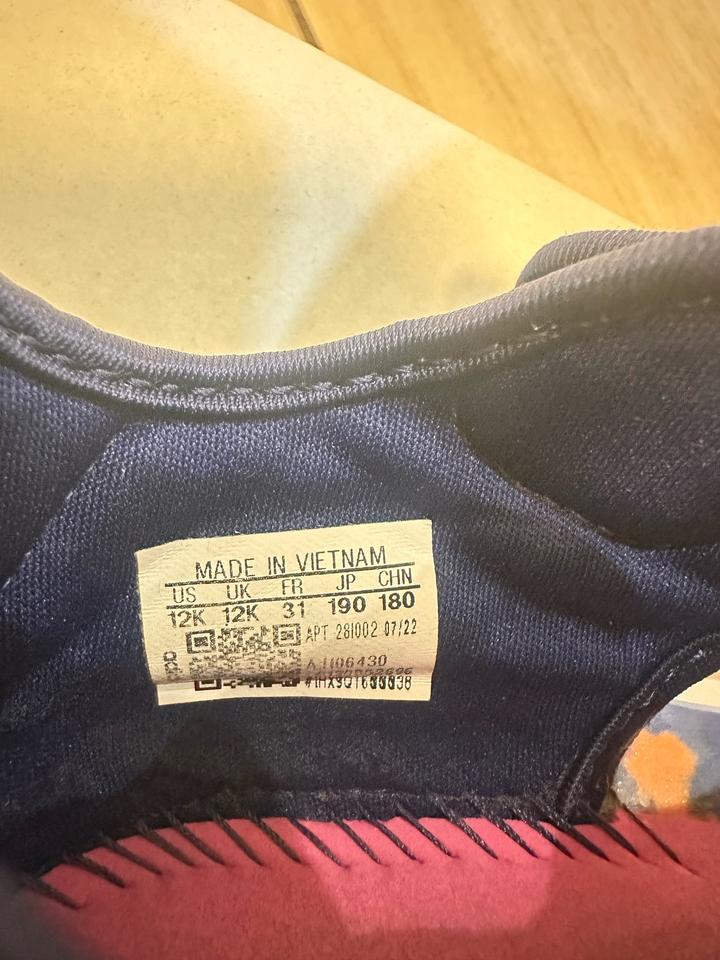 MADE IN VIETNAM
US UK FR JP CHN
12K 12K 31 190 180
APT 281002 07/22